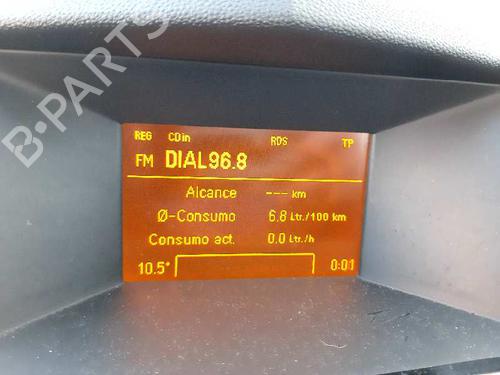 B-PARTS
REG CDin RDS TP
FM DIAL96.8
Alcance --- km
Ø-Consumo 6.8 Ltr./100 km
Consumo act. 0.0 Ltr./h
10.5° 0:01